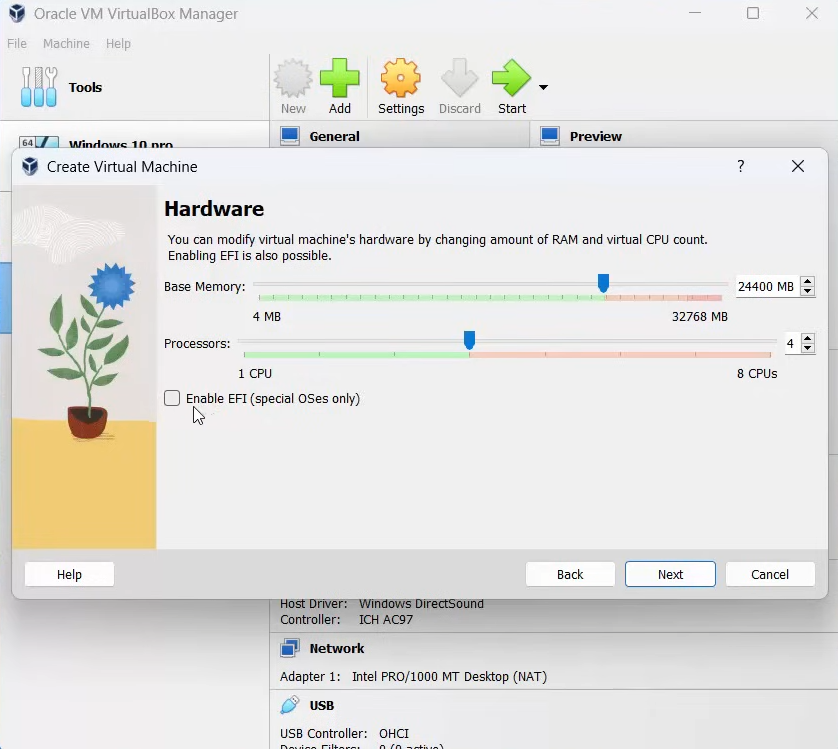 Oracle VM VirtualBox Manager
File Machine Help
Tools
New Add Settings Discard Start
64 Windows 10 pro
General
Preview
Create Virtual Machine
?
Hardware
You can modify virtual machine's hardware by changing amount of RAM and virtual CPU count.
Enabling EFI is also possible.
Base Memory: 24400 MB
4 MB 32768 MB
Processors: 4
1 CPU 8 CPUs
Enable EFI (special OSes only)
Help Back Next Cancel
Host Driver: Windows DirectSound
Controller: ICH AC97
Network
Adapter 1: Intel PRO/1000 MT Desktop (NAT)
USB
USB Controller: OHCI
Device Filters: 0 (0 active)